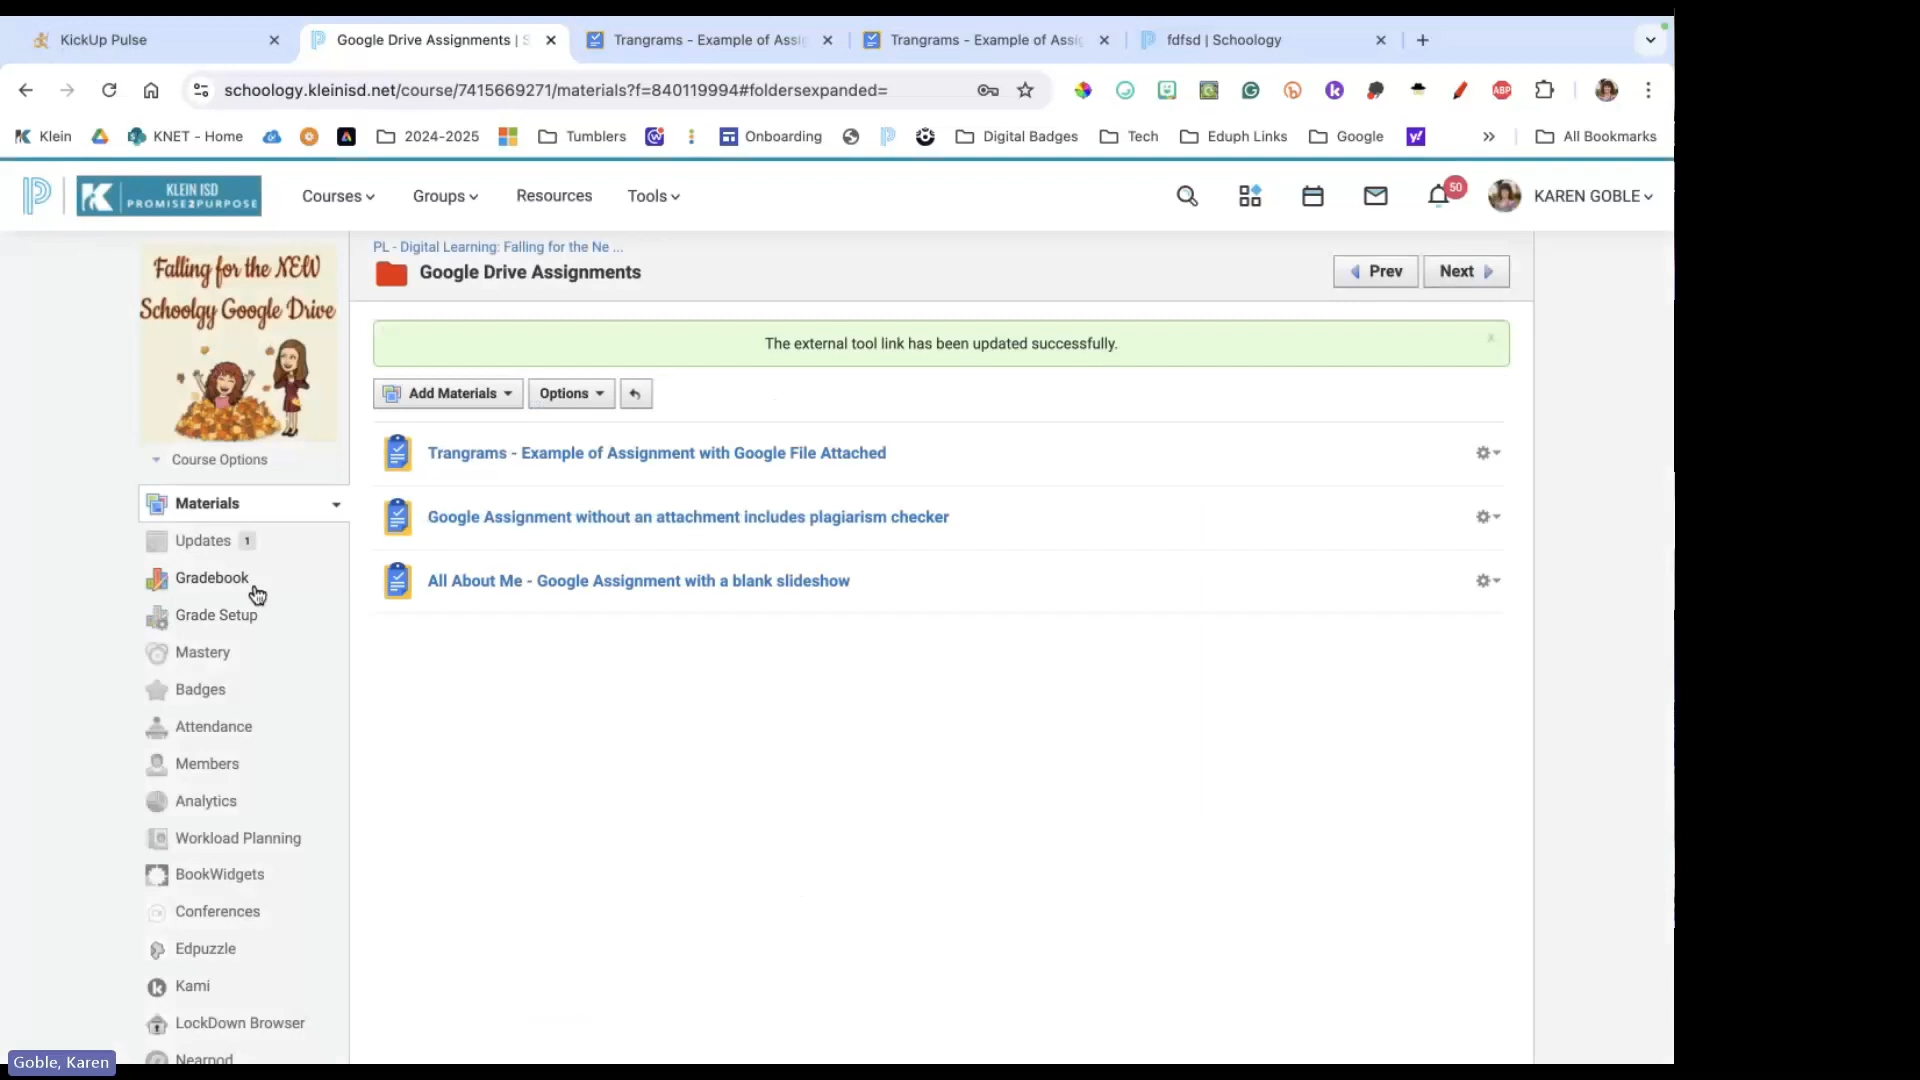 KickUp Pulse
Google Drive Assignments | S
Trangrams - Example of Assi
Trangrams - Example of Assig
fdfsd | Schoology
schoology.kleinisd.net/course/7415669271/materials?f=840119994#foldersexpanded=
ABP
Klein
KNET - Home
2024-2025
Tumblers
Onboarding
Digital Badges
Tech
Eduph Links
Google
All Bookmarks
KLEIN ISD
PROMISE2PURPOSE
Courses
Groups
Resources
Tools
50
KAREN GOBLE
Falling for the NEW
Schoolgy Google Drive
Course Options
Materials
Updates 1
Gradebook
Grade Setup
Mastery
Badges
Attendance
Members
Analytics
Workload Planning
BookWidgets
Conferences
Edpuzzle
Kami
LockDown Browser
Nearpod
PL - Digital Learning: Falling for the Ne ...
Google Drive Assignments
Prev
Next
The external tool link has been updated successfully.
Add Materials
Options
Trangrams - Example of Assignment with Google File Attached
Google Assignment without an attachment includes plagiarism checker
All About Me - Google Assignment with a blank slideshow
Goble, Karen